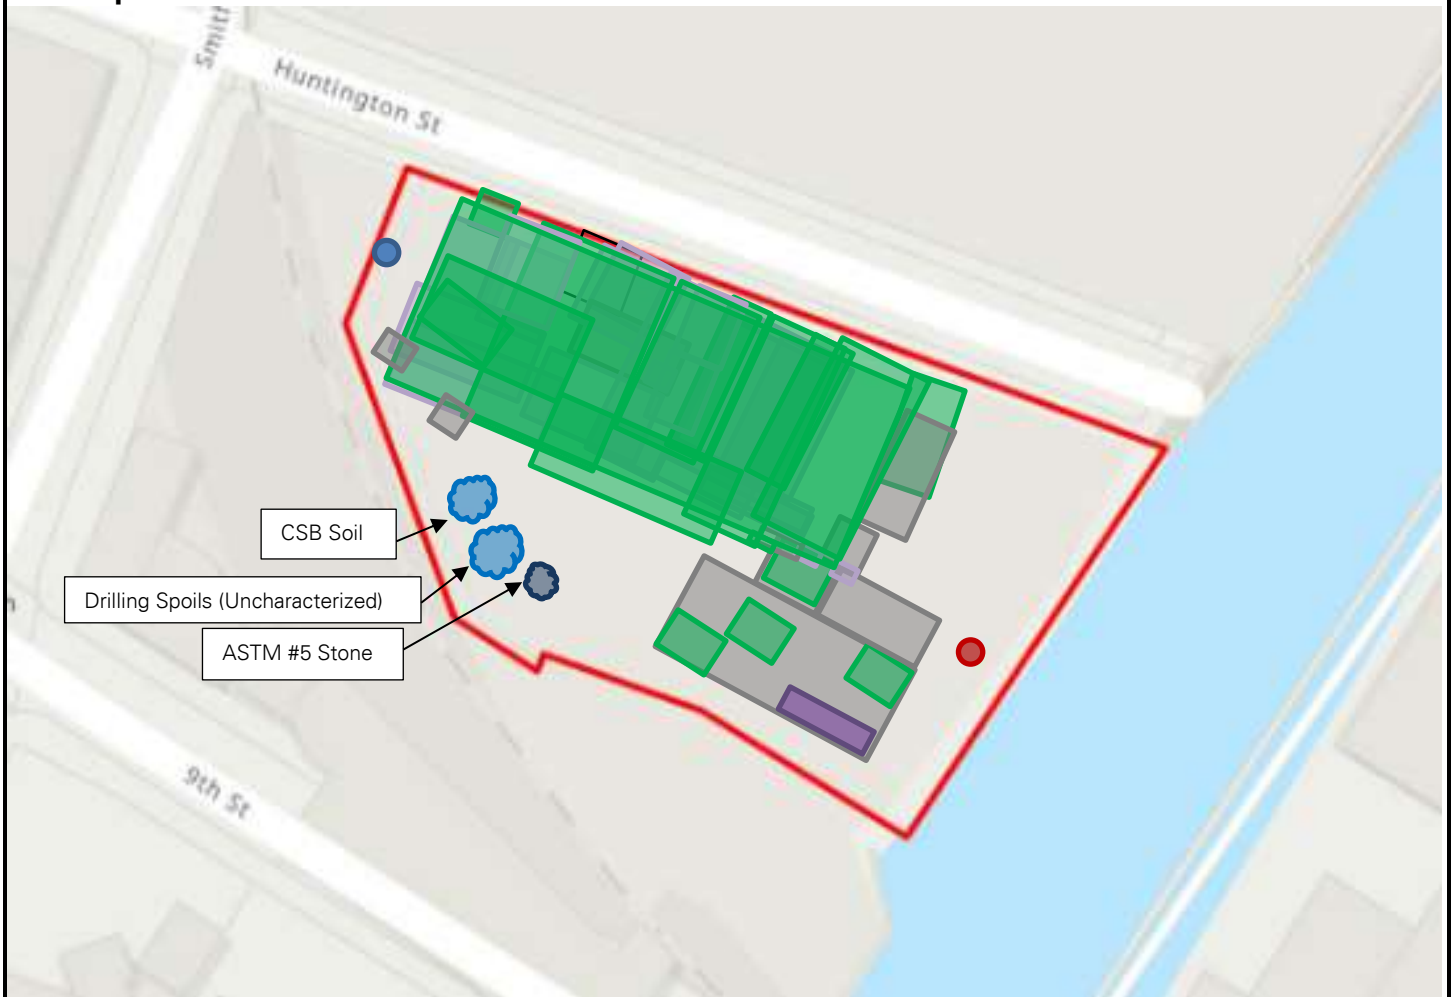 Smith
Huntington St
CSB Soil
Drilling Spoils (Uncharacterized)
ASTM #5 Stone
9th St